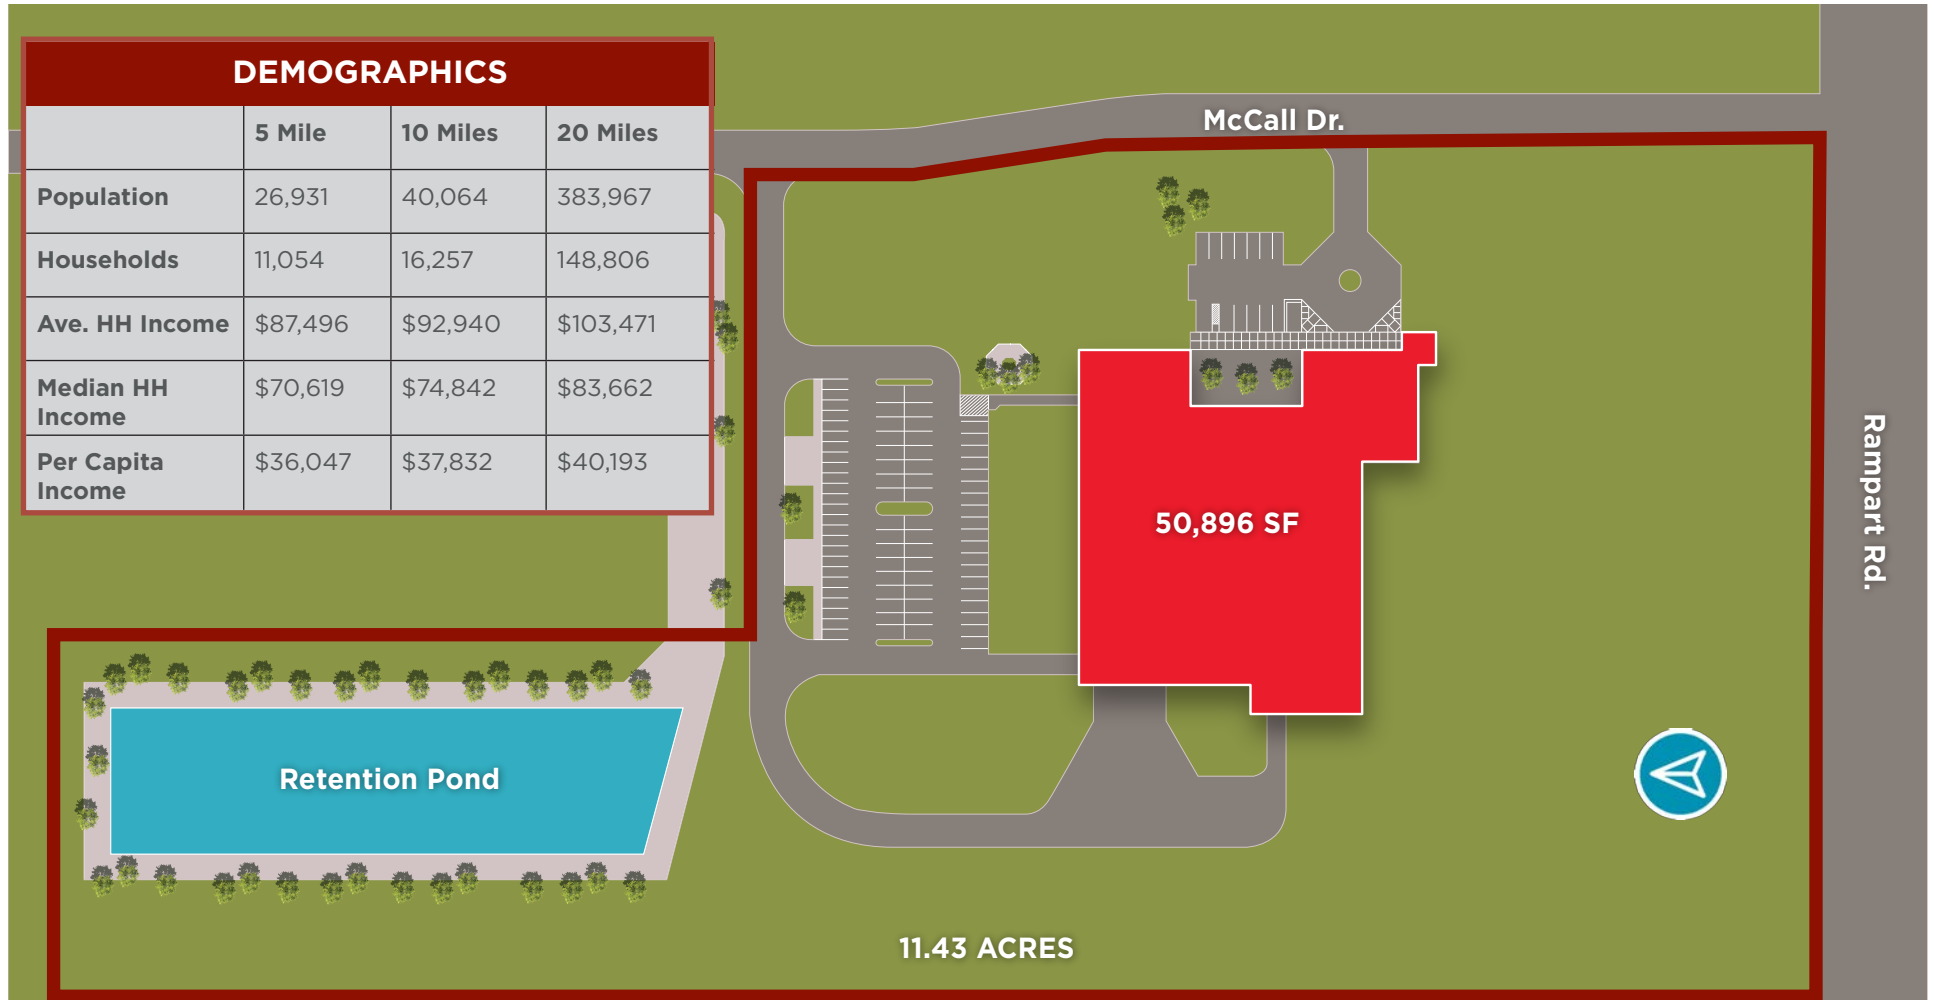 DEMOGRAPHICS
5 Mile 10 Miles 20 Miles
Population 26,931 40,064 383,967
Households 11,054 16,257 148,806
Ave. HH Income $87,496 $92,940 $103,471
Median HH
Income $70,619 $74,842 $83,662
Per Capita
Income $36,047 $37,832 $40,193
McCall Dr.
Rampart Rd.
50,896 SF
Retention Pond
11.43 ACRES